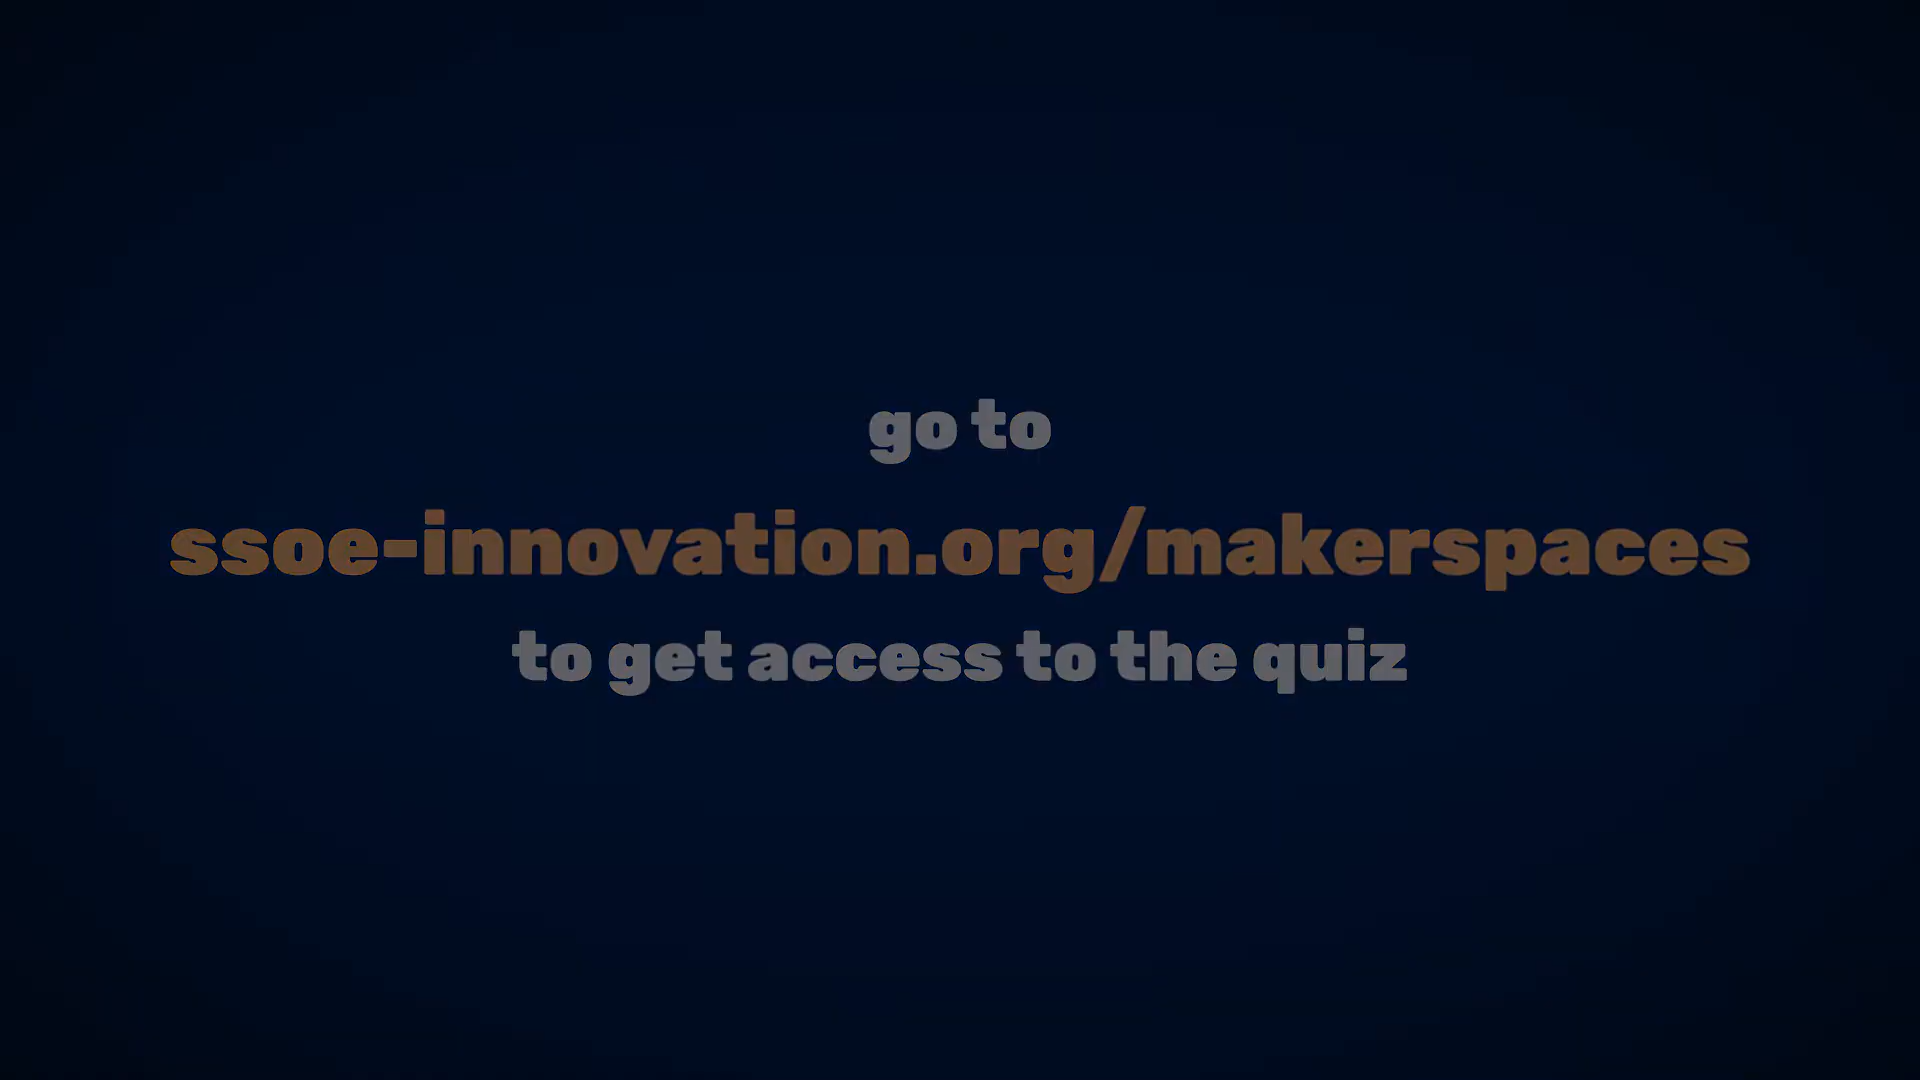 go to
ssoe-innovation.org/makerspaces
to get access to the quiz